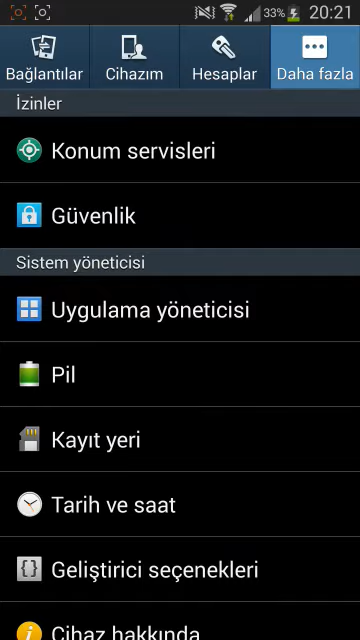 33% 20:21
Bağlantılar Cihazım Hesaplar Daha fazla
İzinler
Konum servisleri
Güvenlik
Sistem yöneticisi
Uygulama yöneticisi
Pil
Kayıt yeri
Tarih ve saat
Geliştirici seçenekleri
Cihaz hakkında